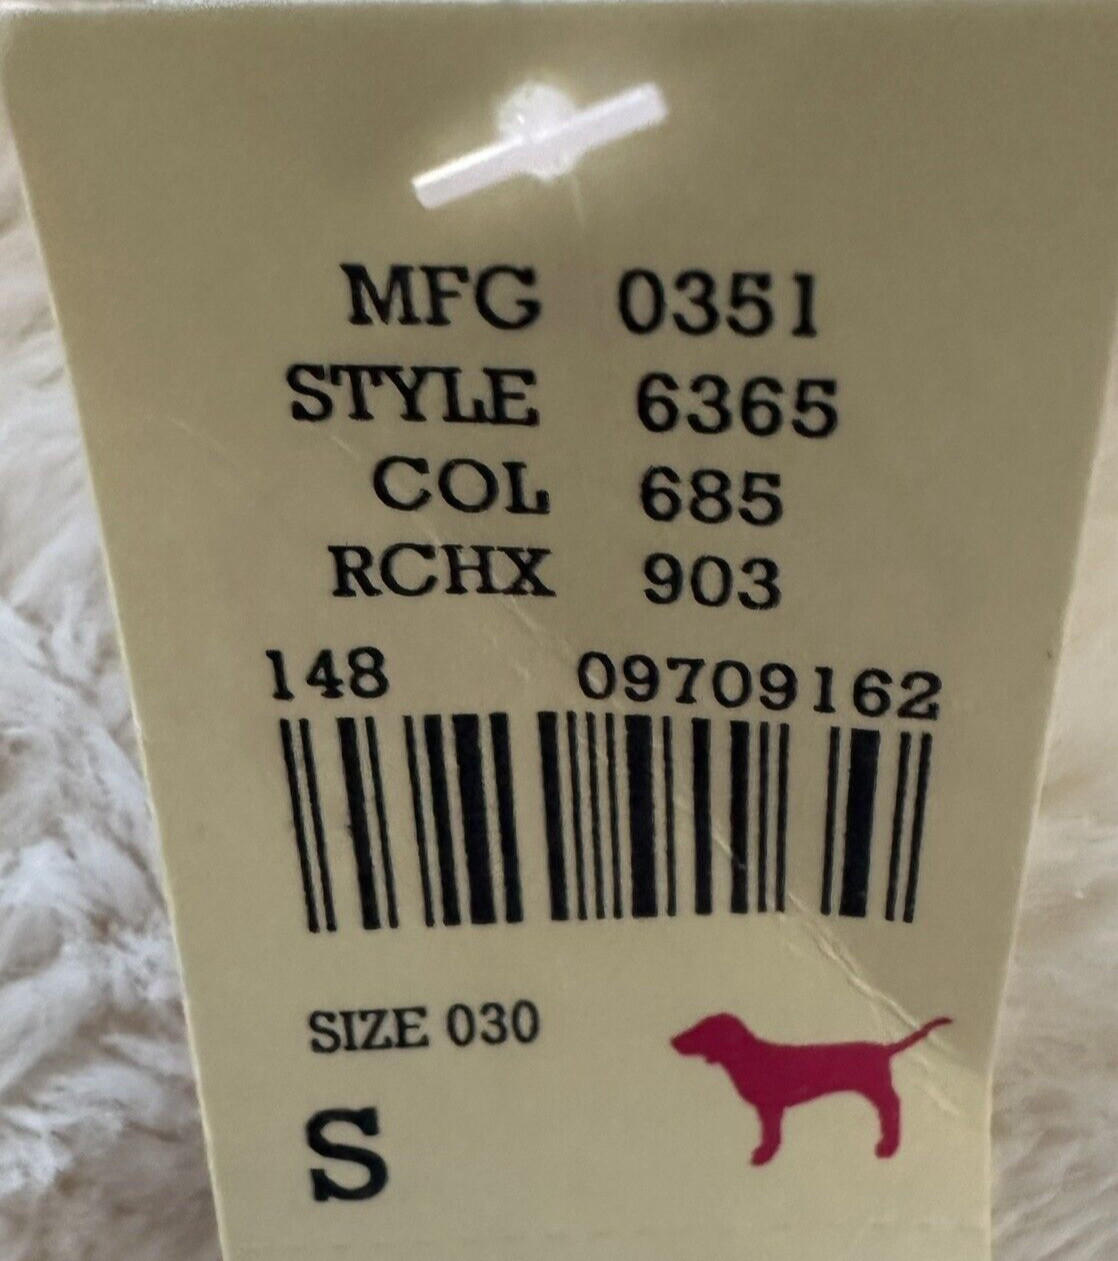 MFG 0351
STYLE 6365
COL 685
RCHX 903
148 09709162
SIZE 030
S